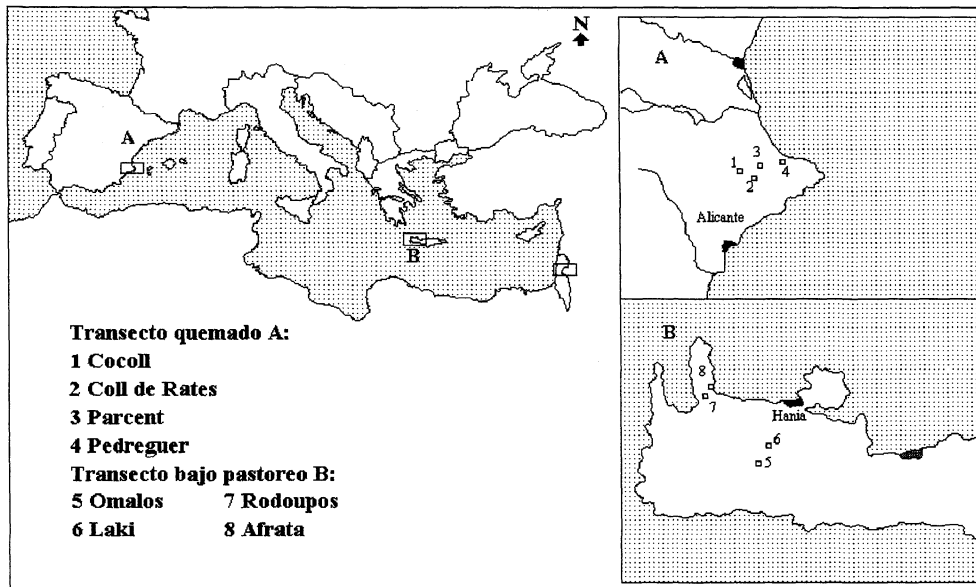 N
A
B
Transecto quemado A:
1 Cocoll
2 Coll de Rates
3 Parcent
4 Pedreguer
Transecto bajo pastoreo B:
5 Omalos 7 Rodoupos
6 Laki 8 Afrata
A
3
1
4
2
Alicante
B
8
7
Hania
6
5